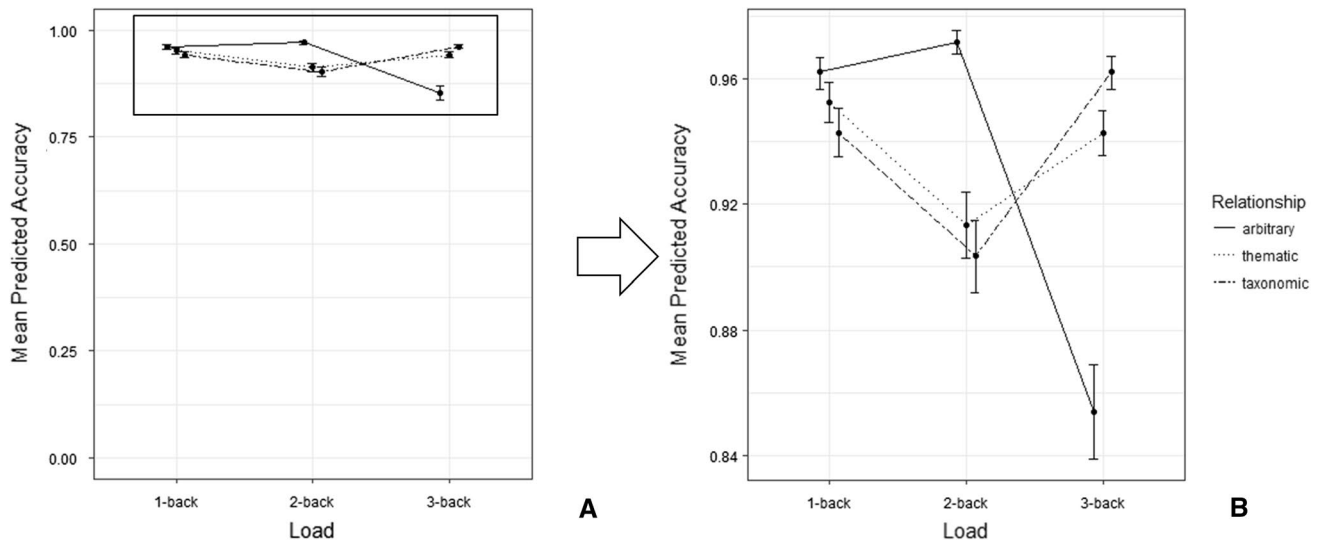 Mean Predicted Accuracy
1.00
0.75
0.50
0.25
0.00
1-back
2-back
3-back
Load
A
Mean Predicted Accuracy
0.96
0.92
0.88
0.84
1-back
2-back
3-back
Load
B
Relationship
arbitrary
thematic
taxonomic